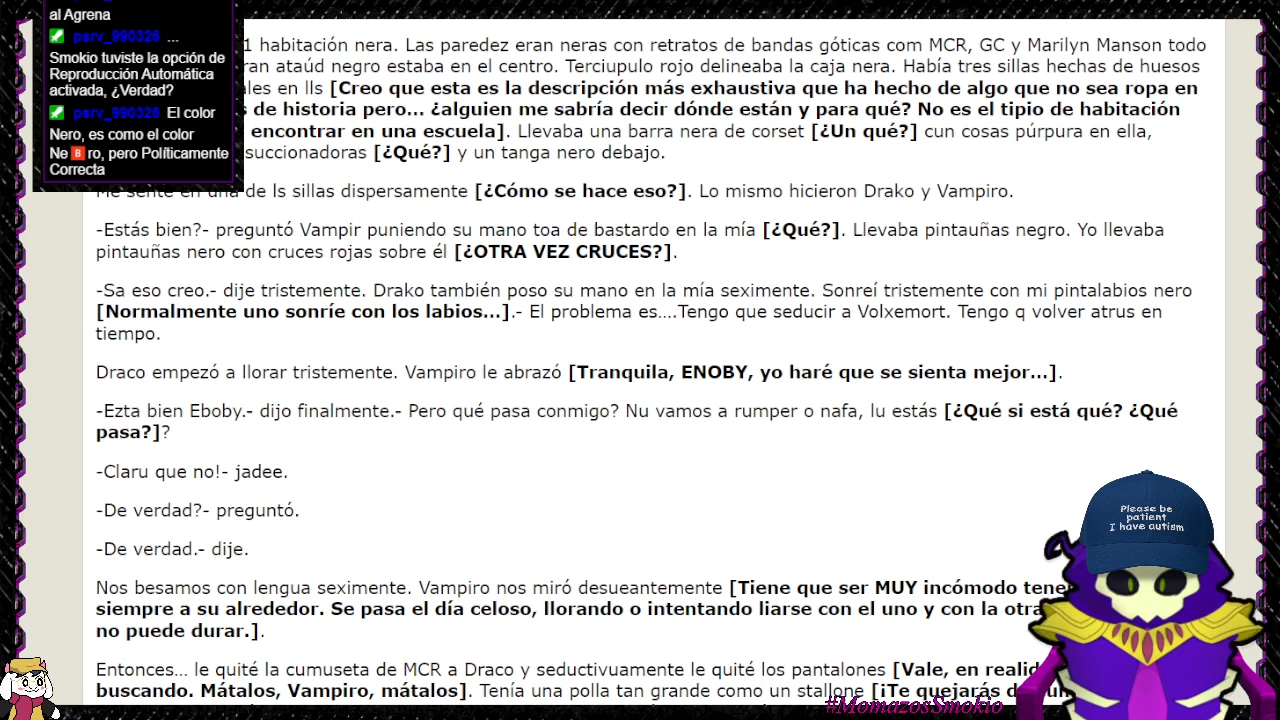 al Agrena
psrv_990326 ...
Smokio tuviste la opción de
Reproducción Automática
activada, ¿Verdad?
psrv_990326 El color
Nero, es como el color
Ne🅱ro, pero Políticamente
Correcta
1 habitación nera. Las paredez eran neras con retratos de bandas góticas com MCR, GC y Marilyn Manson todo
ran ataúd negro estaba en el centro. Terciupulo rojo delineaba la caja nera. Había tres sillas hechas de huesos
ales en lls [Creo que esta es la descripción más exhaustiva que ha hecho de algo que no sea ropa en
s de historia pero... ¿alguien me sabría decir dónde están y para qué? No es el tipio de habitación
encontrar en una escuela]. Llevaba una barra nera de corset [¿Un qué?] cun cosas púrpura en ella,
succionadoras [¿Qué?] y un tanga nero debajo.
Me senté en una de ls sillas dispersamente [¿Cómo se hace eso?]. Lo mismo hicieron Drako y Vampiro.
-Estás bien?- preguntó Vampir puniendo su mano toa de bastardo en la mía [¿Qué?]. Llevaba pintauñas negro. Yo llevaba
pintauñas nero con cruces rojas sobre él [¿OTRA VEZ CRUCES?].
-Sa eso creo.- dije tristemente. Drako también poso su mano en la mía seximente. Sonreí tristemente con mi pintalabios nero
[Normalmente uno sonríe con los labios...].- El problema es....Tengo que seducir a Volxemort. Tengo q volver atrus en
tiempo.
Draco empezó a llorar tristemente. Vampiro le abrazó [Tranquila, ENOBY, yo haré que se sienta mejor...].
-Ezta bien Eboby.- dijo finalmente.- Pero qué pasa conmigo? Nu vamos a rumper o nafa, lu estás [¿Qué si está qué? ¿Qué
pasa?]?
-Claru que no!- jadee.
-De verdad?- preguntó.
-De verdad.- dije.
Nos besamos con lengua seximente. Vampiro nos miró desueantemente [Tiene que ser MUY incómodo
siempre a su alrededor. Se pasa el día celoso, llorando o intentando liarse con el uno y con la otra
no puede durar.].
Entonces... le quité la cumuseta de MCR a Draco y seductivuamente le quité los pantalones [Vale, en
buscando. Mátalos, Vampiro, mátalos]. Tenía una polla tan grande como un stallone [¡Te quejarás
Please be
patient
I have autism
#MomazosSmokio